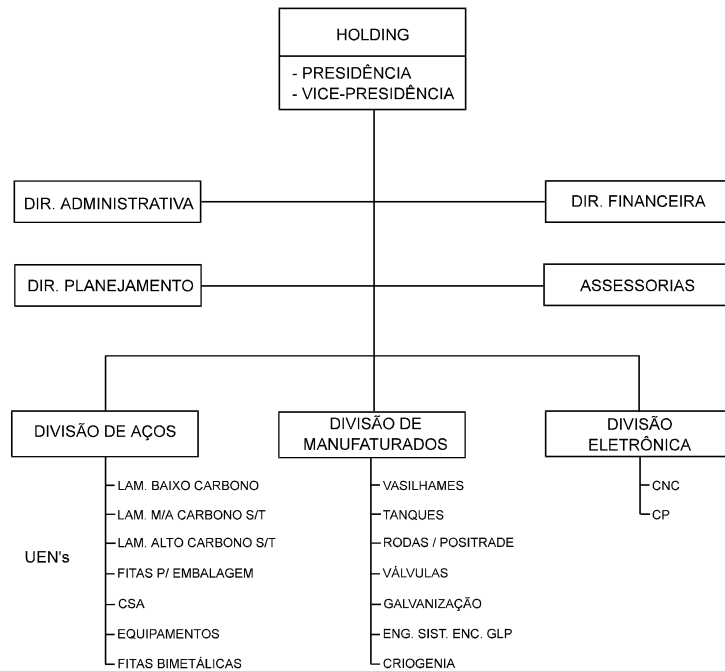 HOLDING
- PRESIDÊNCIA
- VICE-PRESIDÊNCIA
DIR. ADMINISTRATIVA
DIR. FINANCEIRA
DIR. PLANEJAMENTO
ASSESSORIAS
DIVISÃO DE AÇOS
DIVISÃO DE
MANUFATURADOS
DIVISÃO
ELETRÔNICA
UEN's
LAM. BAIXO CARBONO
LAM. M/A CARBONO S/T
LAM. ALTO CARBONO S/T
FITAS P/ EMBALAGEM
CSA
EQUIPAMENTOS
FITAS BIMETÁLICAS
VASILHAMES
TANQUES
RODAS / POSITRADE
VÁLVULAS
GALVANIZAÇÃO
ENG. SIST. ENC. GLP
CRIOGENIA
CNC
CP